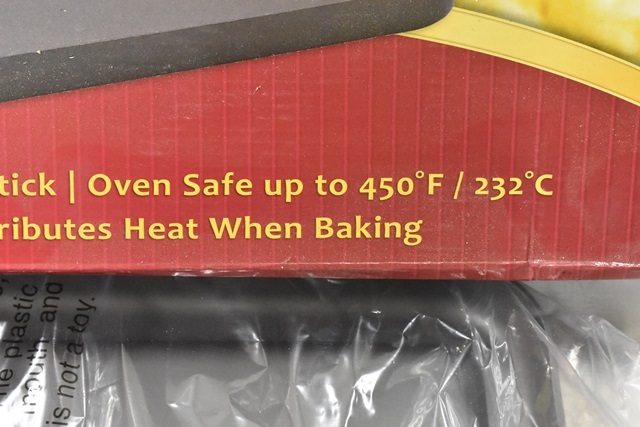 tick | Oven Safe up to 450°F / 232°C
ributes Heat When Baking
plastic
mouth and
is not a toy.